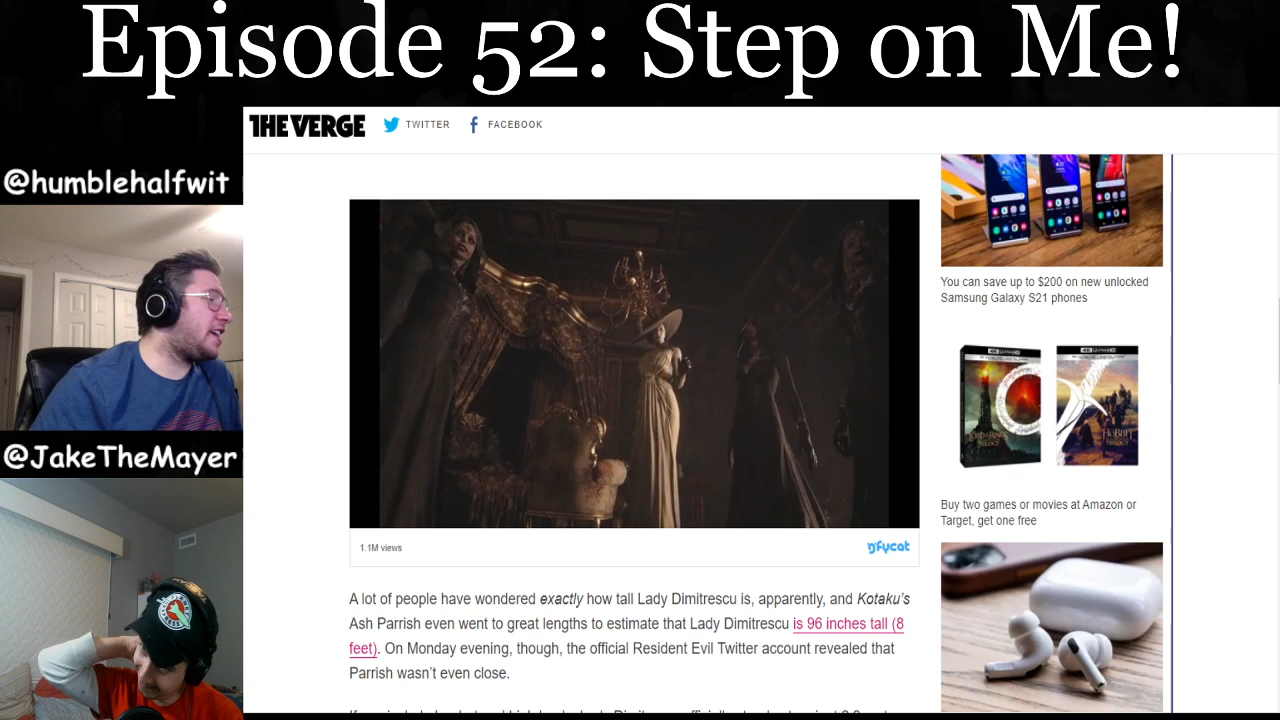 Episode 52: Step on Me!
THE VERGE TWITTER FACEBOOK
@humblehalfwit
@JakeTheMayer
1.1M views
gfycat
A lot of people have wondered exactly how tall Lady Dimitrescu is, apparently, and Kotaku's
Ash Parrish even went to great lengths to estimate that Lady Dimitrescu is 96 inches tall (8
feet). On Monday evening, though, the official Resident Evil Twitter account revealed that
Parrish wasn't even close.
You can save up to $200 on new unlocked
Samsung Galaxy S21 phones
Buy two games or movies at Amazon or
Target, get one free